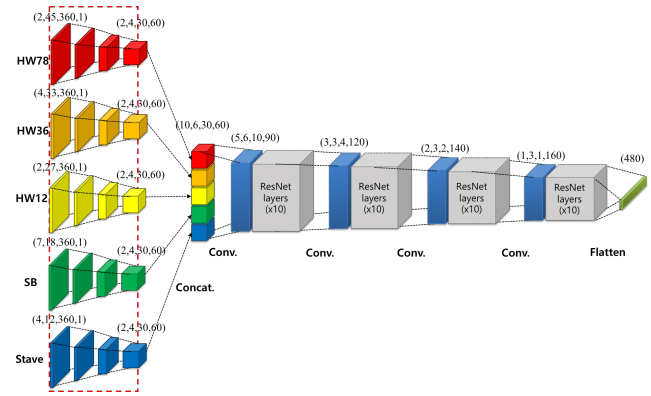 (2,45,360,1)
(2,4,30,60)
HW78
(4,33,360,1)
(2,4,30,60)
HW36
(10,6,30,60)
(5,6,10,90)
(3,3,4,120)
(2,3,2,140)
(1,3,1,160)
(480)
(2,27,360,1)
(2,4,30,60)
HW12
ResNet
layers
(x10)
ResNet
layers
(x10)
ResNet
layers
(x10)
ResNet
layers
(x10)
(7,18,360,1)
(2,4,30,60)
SB
Conv.
Conv.
Conv.
Conv.
Flatten
Concat.
(4,12,360,1)
(2,4,30,60)
Stave